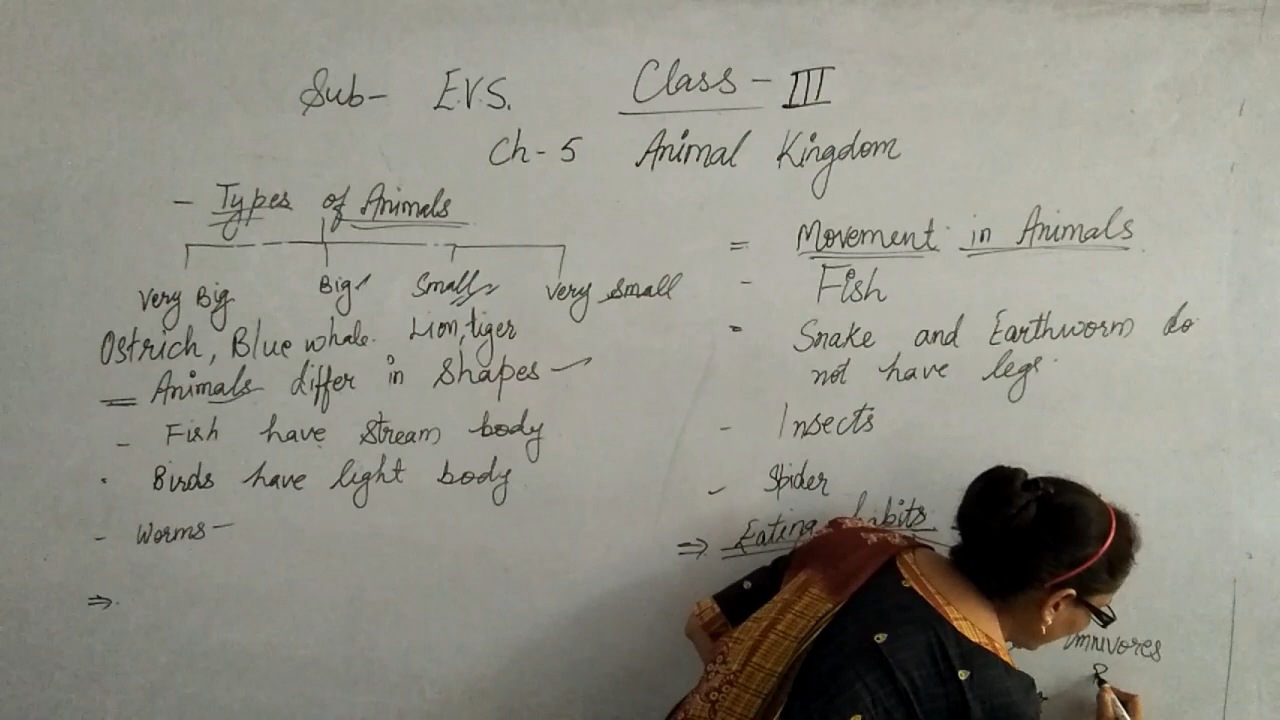 Sub- E.V.S. Class - III
Ch- 5 Animal Kingdom
- Types of Animals
Very Big Big Small Very Small
Ostrich, Blue whale. Lion, tiger
= Animals differ in Shapes -
- Fish have Stream body
. Birds have light body
- Worms -
⇒
= Movement in Animals
- Fish
= Snake and Earthworm do
not have legs.
- Insects
- Spider
⇒ Eating habits
omnivores